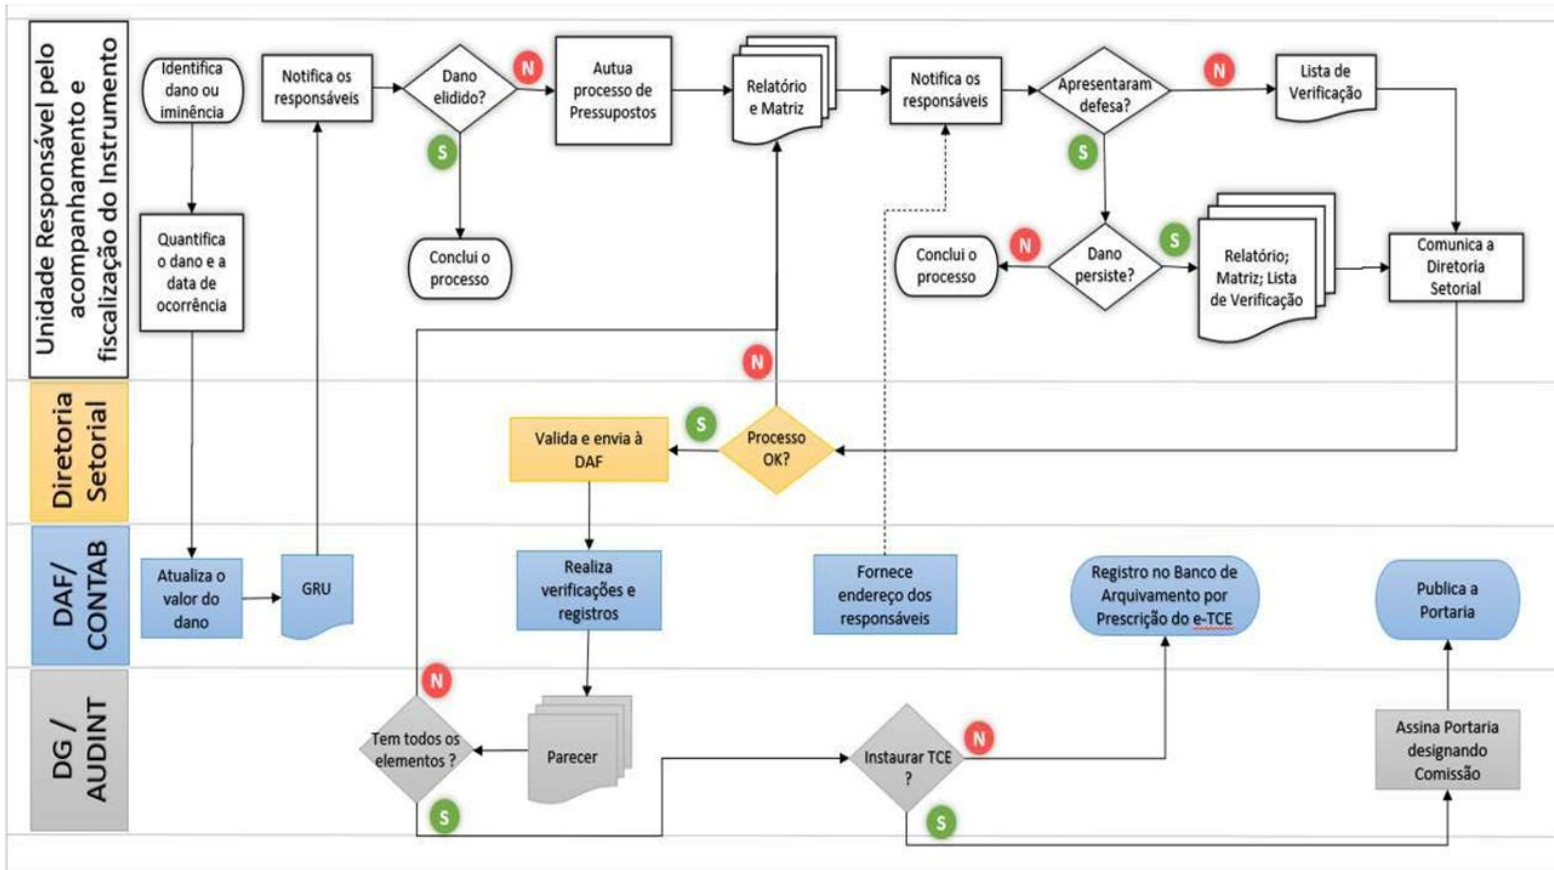 Unidade Responsável pelo
acompanhamento e
fiscalização do Instrumento
Identifica
dano ou
iminência
Notifica os
responsáveis
Dano
elidido?
N
Autua
processo de
Pressupostos
Relatório
e Matriz
Notifica os
responsáveis
Apresentaram
defesa?
N
Lista de
Verificação
S
S
Quantifica
o dano e a
data de
ocorrência
Conclui o
processo
Conclui o
processo
N
Dano
persiste?
S
Relatório;
Matriz; Lista
de Verificação
Comunica a
Diretoria
Setorial
N
Diretoria
Setorial
Valida e envia à
DAF
S
Processo
OK?
DAF/
CONTAB
Atualiza o
valor do
dano
GRU
Realiza
verificações e
registros
Fornece
endereço dos
responsáveis
Registro no Banco de
Arquivamento por
Prescrição do e-TCE
Publica a
Portaria
DG /
AUDINT
N
Tem todos os
elementos ?
Parecer
Instaurar TCE
?
N
Assina Portaria
designando
Comissão
S
S